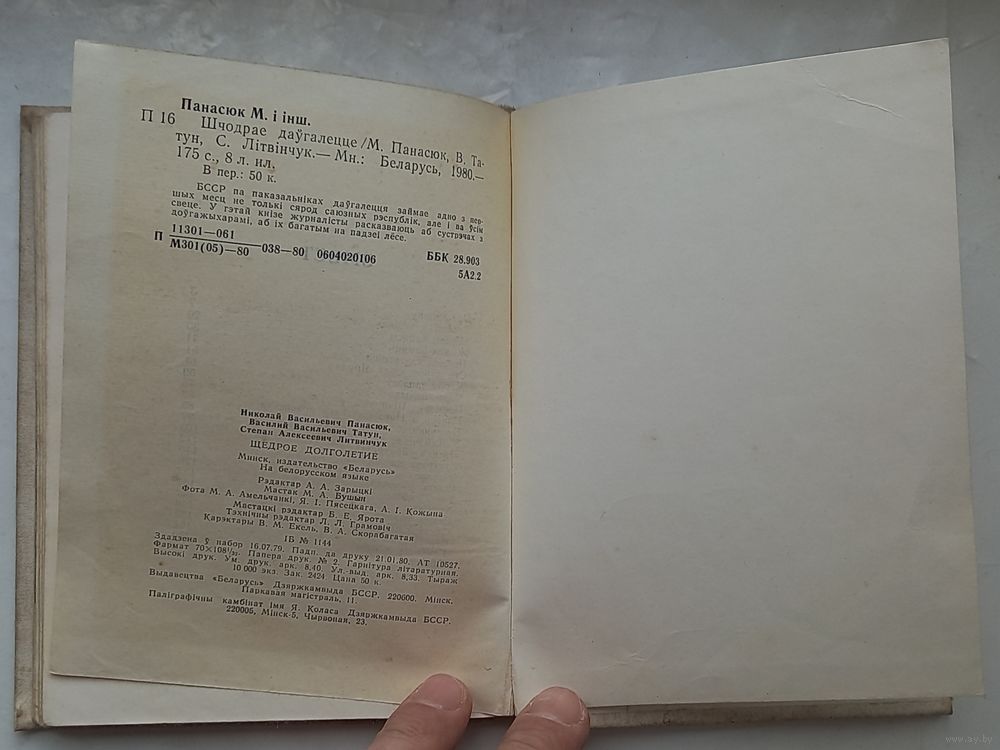 Панасюк М. і інш.
П 16 Шчодрае даўгалецце /М. Панасюк, В. Та-
тун, С. Літвінчук.— Мн.: Беларусь, 1980.—
175 с., 8 л. ил.
В пер.: 50 к.
БССР па паказальніках даўгалецця займае адно з пер-
шых месц не толькі сярод саюзных рэспублік, але і ва ўсім
свеце. У гэтай кнізе журналісты расказваюць аб сустрэчах з
доўгажыхарамі, аб іх багатым на падзеі лёсе.
П 11301—061
М301(05)—80 038—80 0604020106 ББК 28.903
5А2.2
Николай Васильевич Панасюк,
Василий Васильевич Татун,
Степан Алексеевич Литвинчук
ЩЕДРОЕ ДОЛГОЛЕТИЕ
Минск, издательство «Беларусь»
На белорусском языке
Рэдактар А. А. Зарыцкі
Мастак М. А. Бушын
Фота М. А. Амельчанкі, Я. І. Пясецкага, А. І. Кожына
Мастацкі рэдактар Б. Е. Ярота
Тэхнічны рэдактар Л. Л. Грамовіч
Карэктары В. М. Екель, В. А. Скорабагатая
ІБ № 1144
Здадзена ў набор 16.07.79. Падп. да друку 21.01.80. АТ 10527.
Фармат 70×108¹/₃₂. Папера друк. № 2. Гарнітура літаратурная.
Высокі друк. Ум. друк. арк. 8,40. Ул.-выд. арк. 8,33. Тыраж
10 000 экз. Зак. 2424 Цана 50 к.
Выдавецтва «Беларусь» Дзяржкамвыда БССР. 220600. Мінск.
Паркавая магістраль, 11.
Паліграфічны камбінат імя Я. Коласа Дзяржкамвыда БССР.
220005, Мінск-5, Чырвоная, 23.
www.ay.by